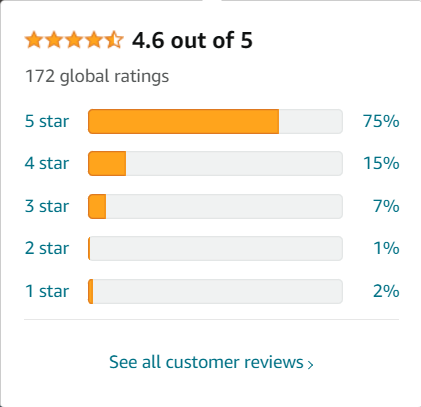 4.6 out of 5
172 global ratings
5 star 75%
4 star 15%
3 star 7%
2 star 1%
1 star 2%
See all customer reviews ›